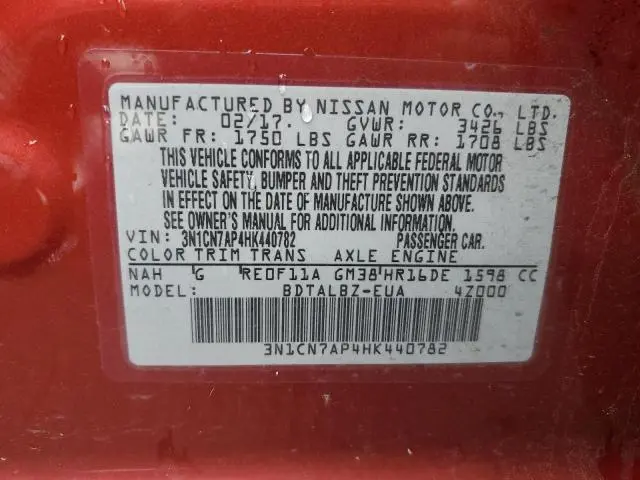 MANUFACTURED BY NISSAN MOTOR CO., LTD.
DATE: 02/17. GVWR: 3426 LBS
GAWR FR: 1750 LBS GAWR RR: 1708 LBS
THIS VEHICLE CONFORMS TO ALL APPLICABLE FEDERAL MOTOR
VEHICLE SAFETY, BUMPER AND THEFT PREVENTION STANDARDS
IN EFFECT ON THE DATE OF MANUFACTURE SHOWN ABOVE.
SEE OWNER'S MANUAL FOR ADDITIONAL INFORMATION.
VIN: 3N1CN7AP4HK440782 PASSENGER CAR.
COLOR TRIM TRANS AXLE ENGINE
NAH G RE0F11A GM38 HR16DE 1598 CC
MODEL: BDTALBZ-EUA 4Z000
3N1CN7AP4HK440782